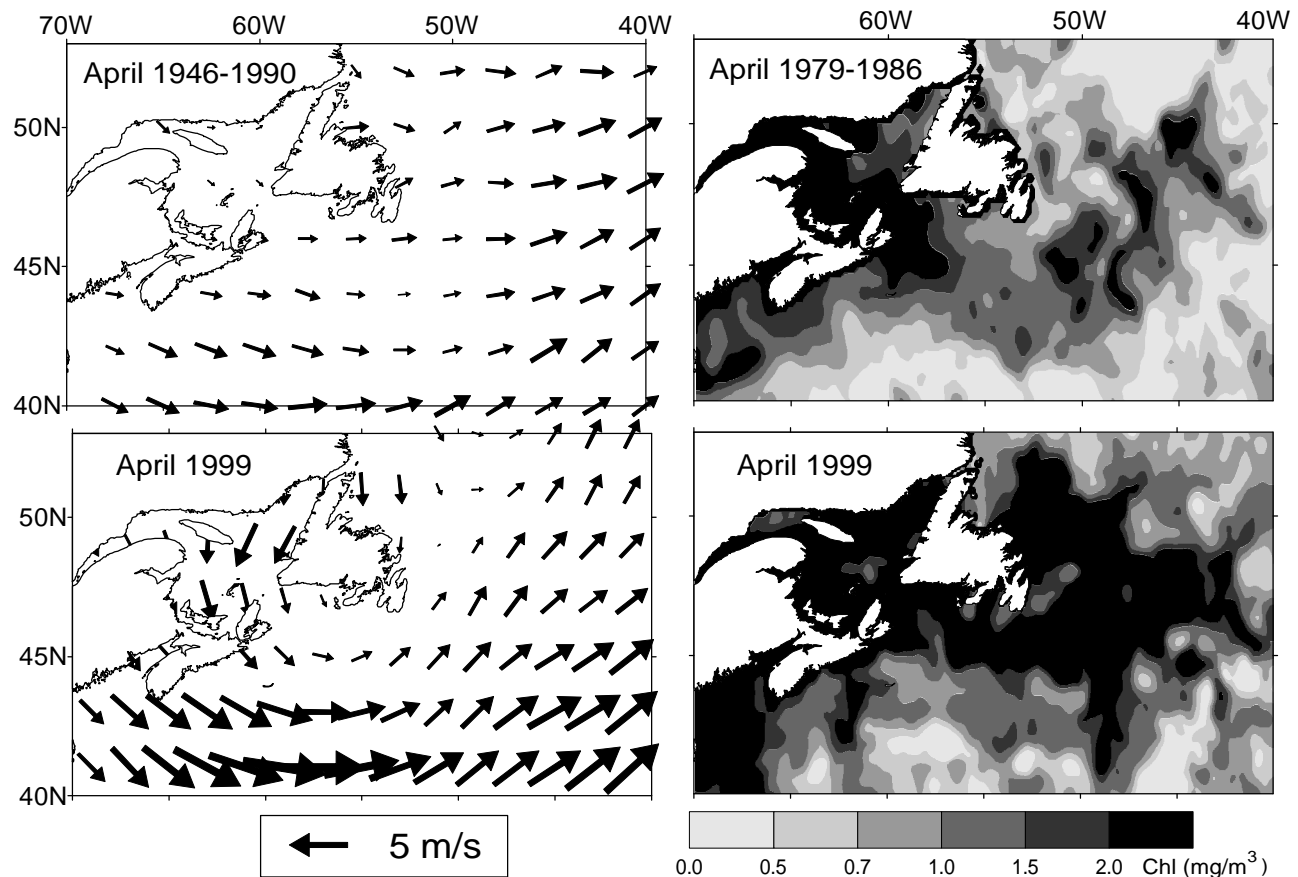 70W 60W 50W 40W
60W 50W 40W
April 1946-1990
April 1979-1986
50N
45N
40N
April 1999
April 1999
50N
45N
40N
5 m/s
0.0 0.5 0.7 1.0 1.5 2.0 Chl (mg/m³)